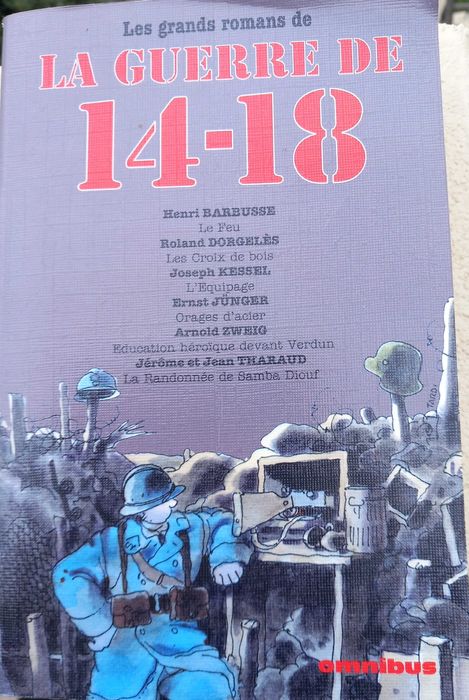 Les grands romans de
LA GUERRE DE
14-18
Henri BARBUSSE
Le Feu
Roland DORGELÈS
Les Croix de bois
Joseph KESSEL
L'Equipage
Ernst JÜNGER
Orages d'acier
Arnold ZWEIG
Education héroïque devant Verdun
Jérôme et Jean THARAUD
La Randonnée de Samba Diouf
TARDI
omnibus